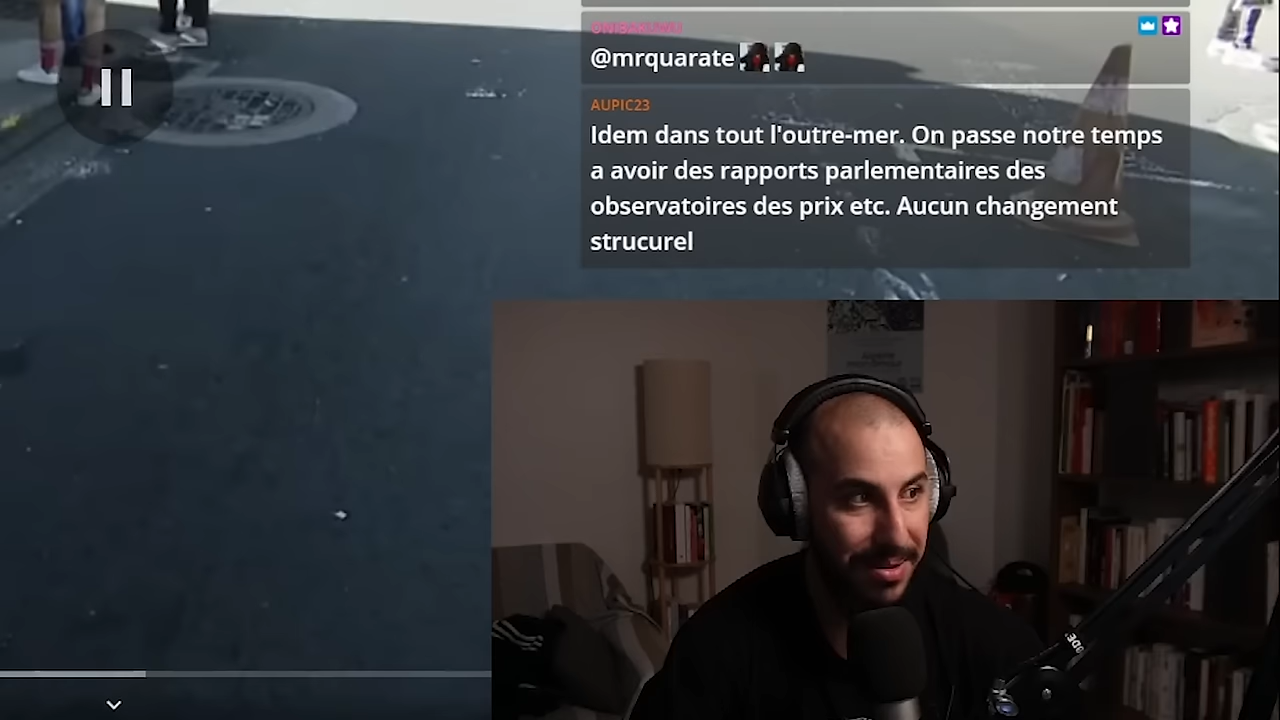 @mrquarate
AUPIC23
Idem dans tout l'outre-mer. On passe notre temps
a avoir des rapports parlementaires des
observatoires des prix etc. Aucun changement
strucurel